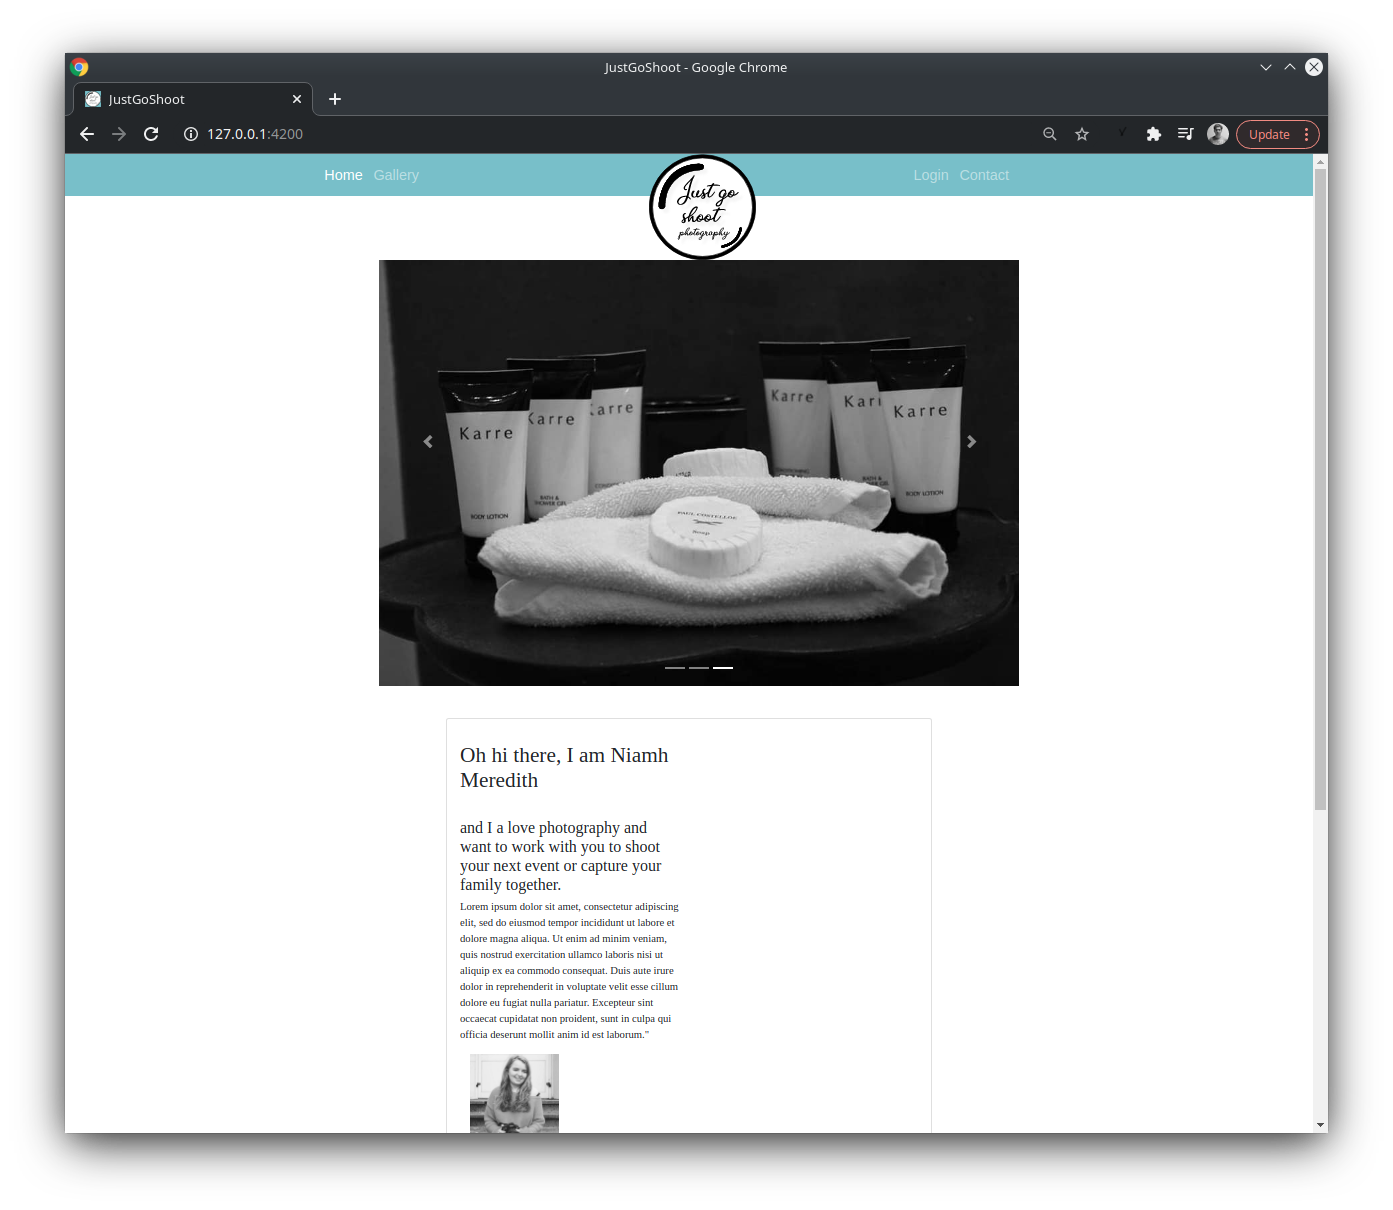 JustGoShoot - Google Chrome
JustGoShoot
127.0.0.1:4200
Update
Home Gallery
Login Contact
Just go
shoot
photography
Karre
Karre
Karre
Karre
Karr
Karre
BATH &
SHOWER GEL
BODY LOTION
BODY LOTION
PAUL COSTELLOE
Soap
Oh hi there, I am Niamh
Meredith
and I a love photography and
want to work with you to shoot
your next event or capture your
family together.
Lorem ipsum dolor sit amet, consectetur adipiscing
elit, sed do eiusmod tempor incididunt ut labore et
dolore magna aliqua. Ut enim ad minim veniam,
quis nostrud exercitation ullamco laboris nisi ut
aliquip ex ea commodo consequat. Duis aute irure
dolor in reprehenderit in voluptate velit esse cillum
dolore eu fugiat nulla pariatur. Excepteur sint
occaecat cupidatat non proident, sunt in culpa qui
officia deserunt mollit anim id est laborum."